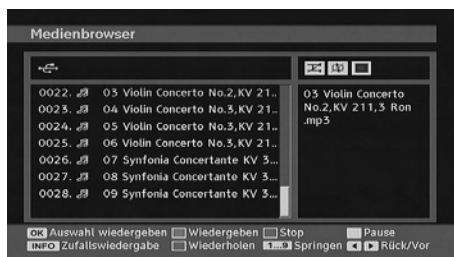 Medienbrowser
0022. 03 Violin Concerto No.2,KV 21..
0023. 04 Violin Concerto No.3,KV 21..
0024. 05 Violin Concerto No.3,KV 21..
0025. 06 Violin Concerto No.3,KV 21..
0026. 07 Synfonia Concertante KV 3...
0027. 08 Synfonia Concertante KV 3...
0028. 09 Synfonia Concertante KV 3...
03 Violin Concerto
No.2,KV 211,3 Ron
.mp3
OK Auswahl wiedergeben Wiedergeben Stop Pause
INFO Zufallswiedergabe Wiederholen 1...9 Springen Rück/Vor